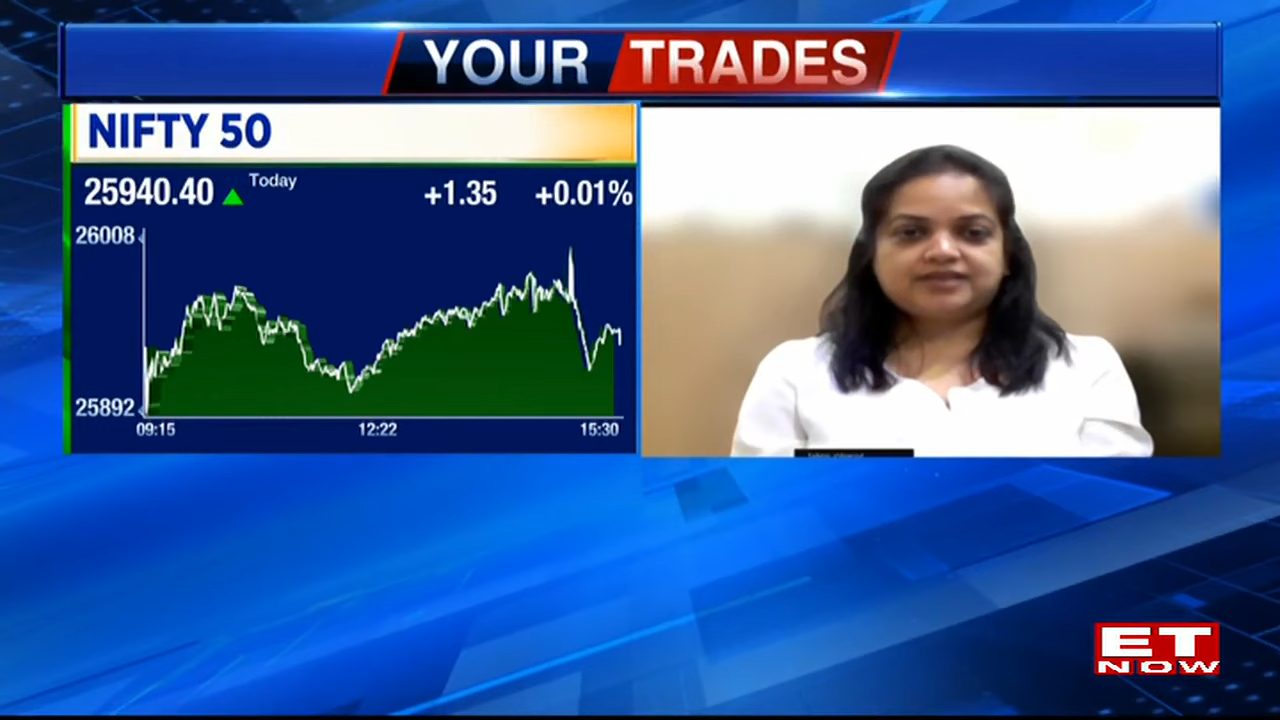 YOUR TRADES
NIFTY 50
25940.40 Today +1.35 +0.01%
26008
25892
09:15 12:22 15:30
ET
NOW